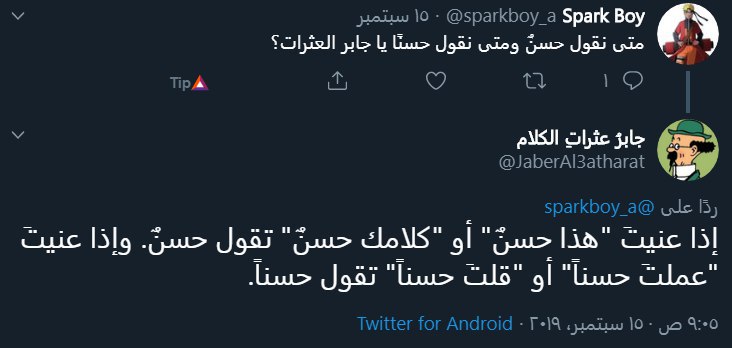 Spark Boy @sparkboy_a · ١٥ سبتمبر
متى نقول حسنٌ ومتى نقول حسنًا يا جابر العثرات؟
١
Tip
جابرُ عثراتِ الكلام
@JaberAl3atharat
ردًا على @sparkboy_a
إذا عنيتَ "هذا حسنٌ" أو "كلامك حسنٌ" تقول حسنٌ. وإذا عنيتَ
"عملتَ حسناً" أو "قلتَ حسناً" تقول حسناً.
٩:٠٥ ص · ١٥ سبتمبر، ٢٠١٩ · Twitter for Android